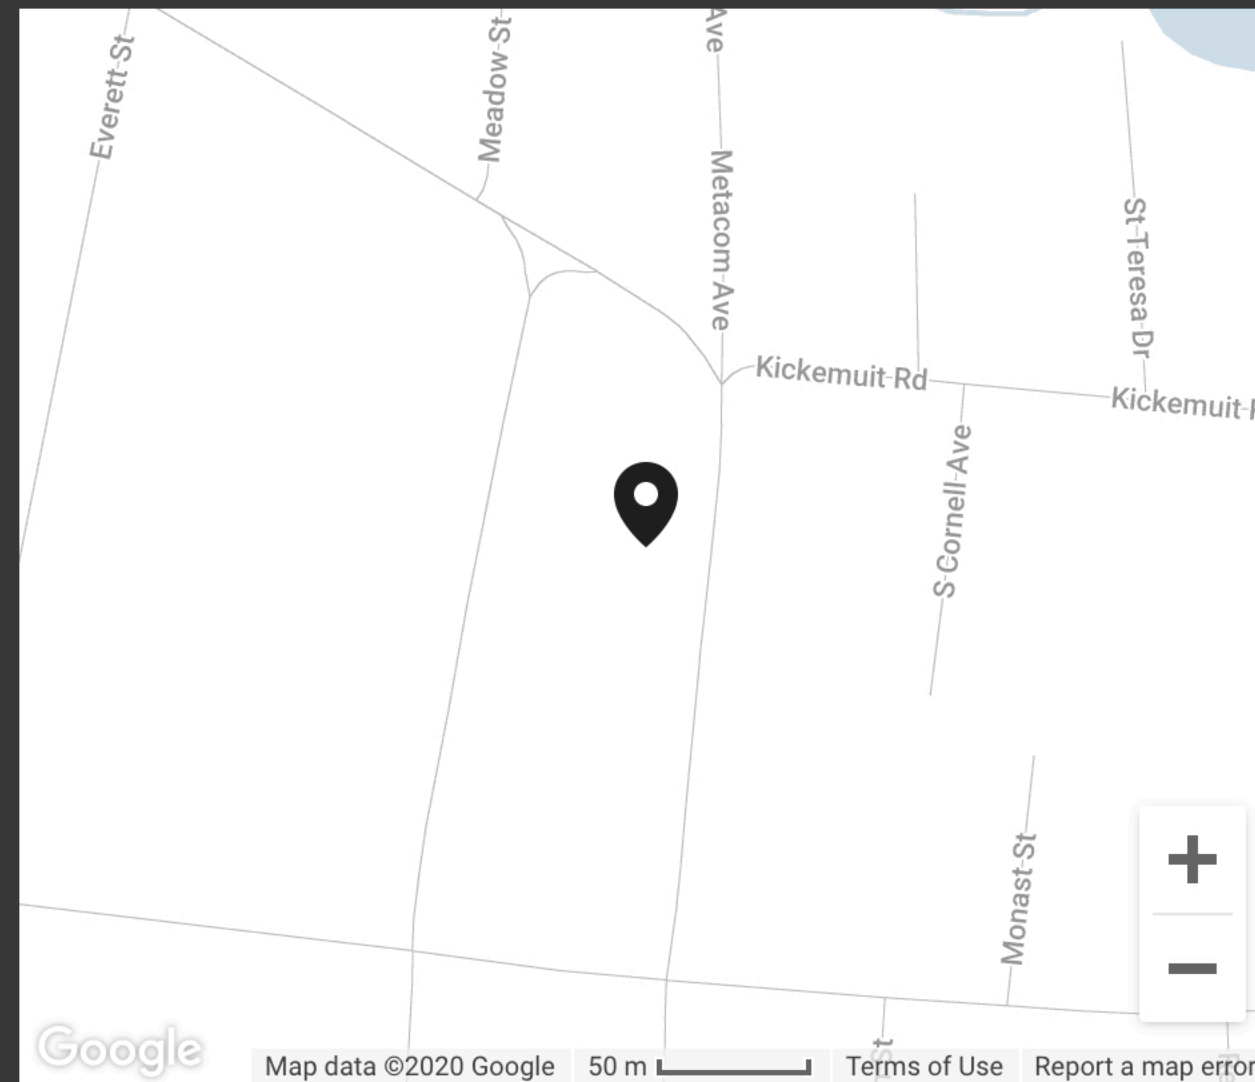 Everett St
Meadow St
Ave
Metacom Ave
St Teresa Dr
Kickemuit Rd
Kickemuit
S Cornell Ave
Monast St
St
Google
Map data ©2020 Google
50 m
Terms of Use
Report a map error